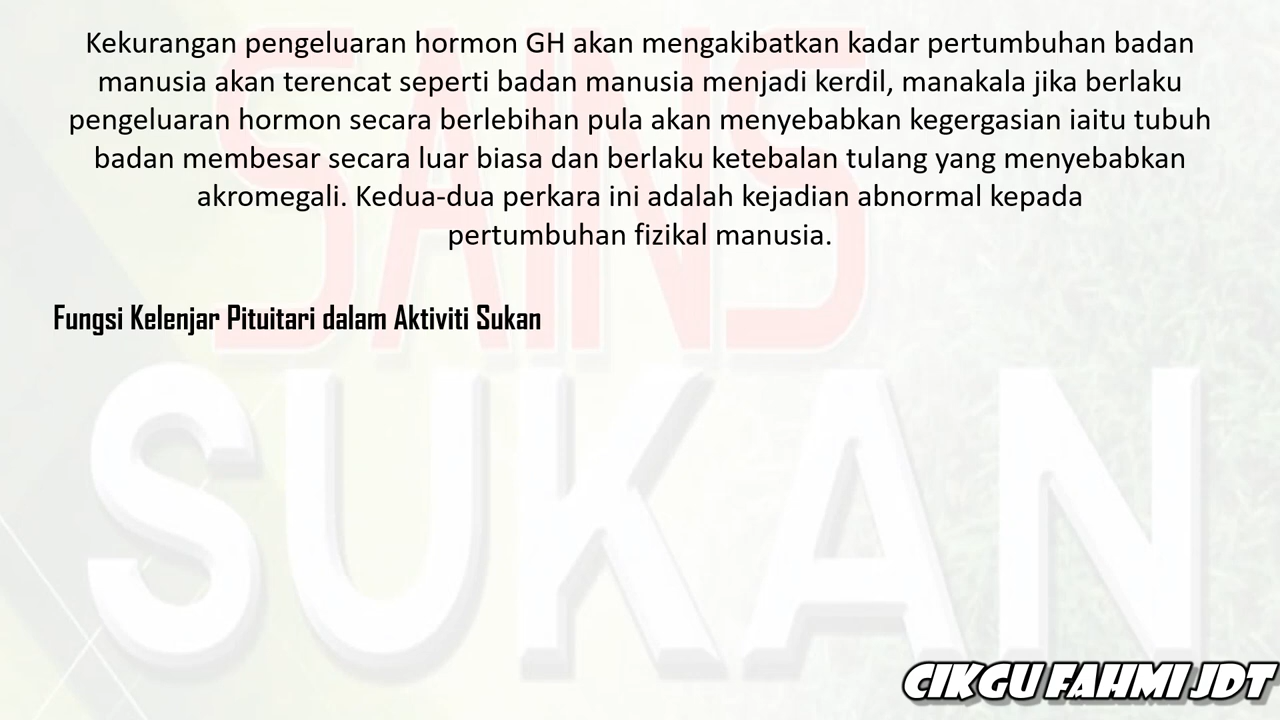 Kekurangan pengeluaran hormon GH akan mengakibatkan kadar pertumbuhan badan
manusia akan terencat seperti badan manusia menjadi kerdil, manakala jika berlaku
pengeluaran hormon secara berlebihan pula akan menyebabkan kegergasian iaitu tubuh
badan membesar secara luar biasa dan berlaku ketebalan tulang yang menyebabkan
akromegali. Kedua-dua perkara ini adalah kejadian abnormal kepada
pertumbuhan fizikal manusia.
Fungsi Kelenjar Pituitari dalam Aktiviti Sukan
SAINS
SUKAN
CIKGU FAHMI JDT